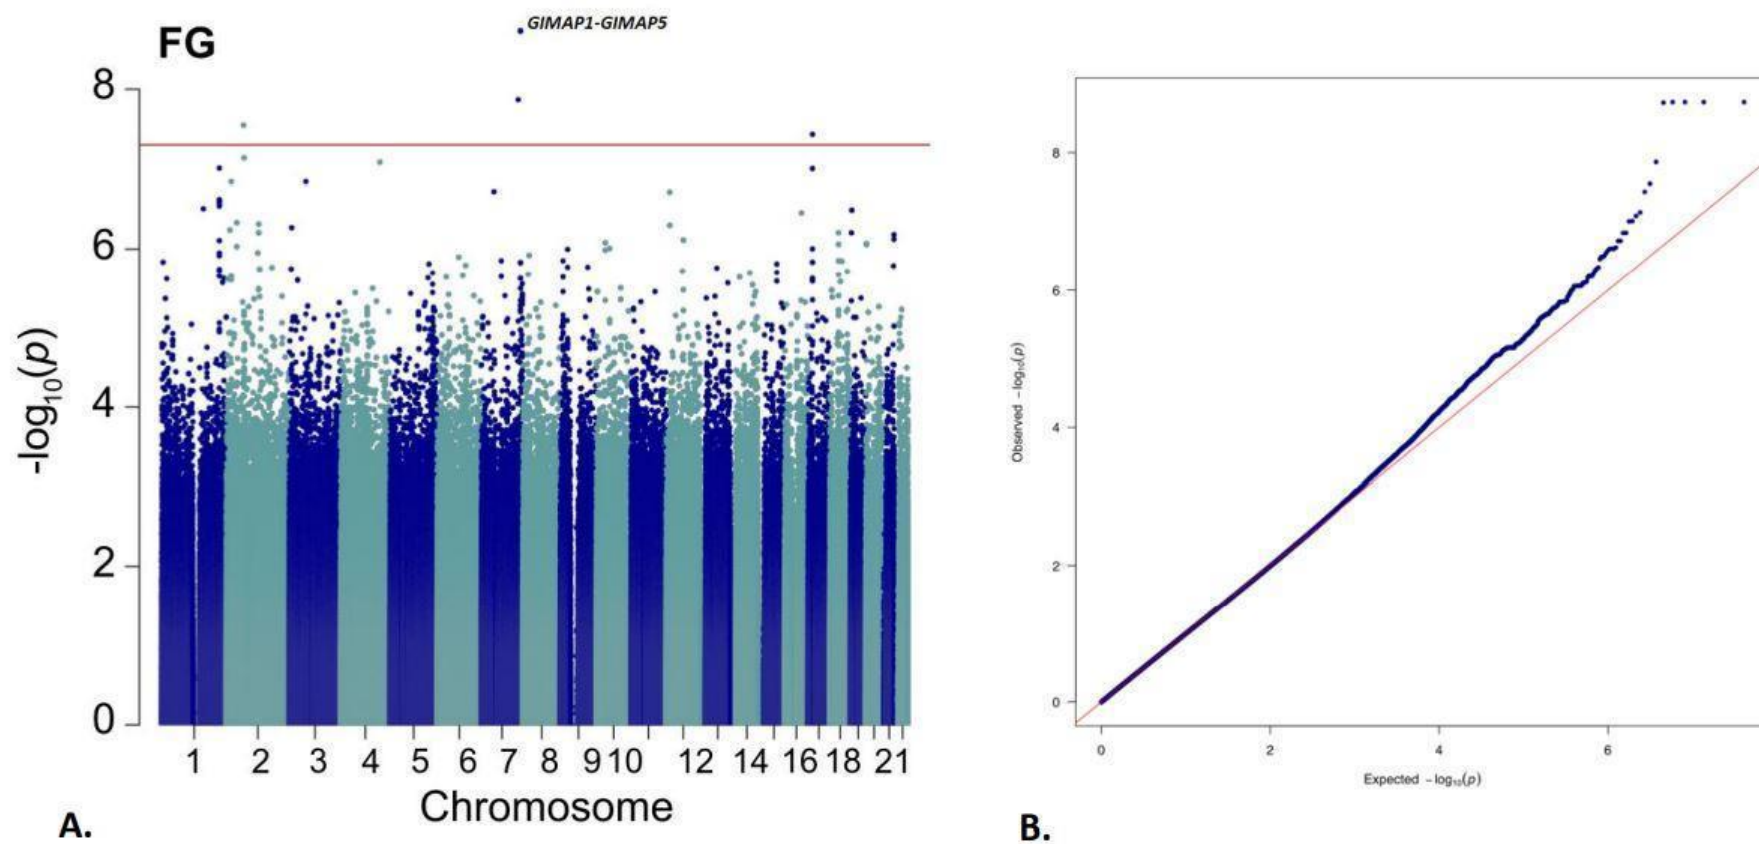 GIMAP1-GIMAP5
FG
8
6
4
2
0
-log10(p)
1 2 3 4 5 6 7 8 9 10 12 14 16 18 21
Chromosome
A.
8
6
4
2
0
Observed −log10(p)
0 2 4 6
Expected −log10(p)
B.